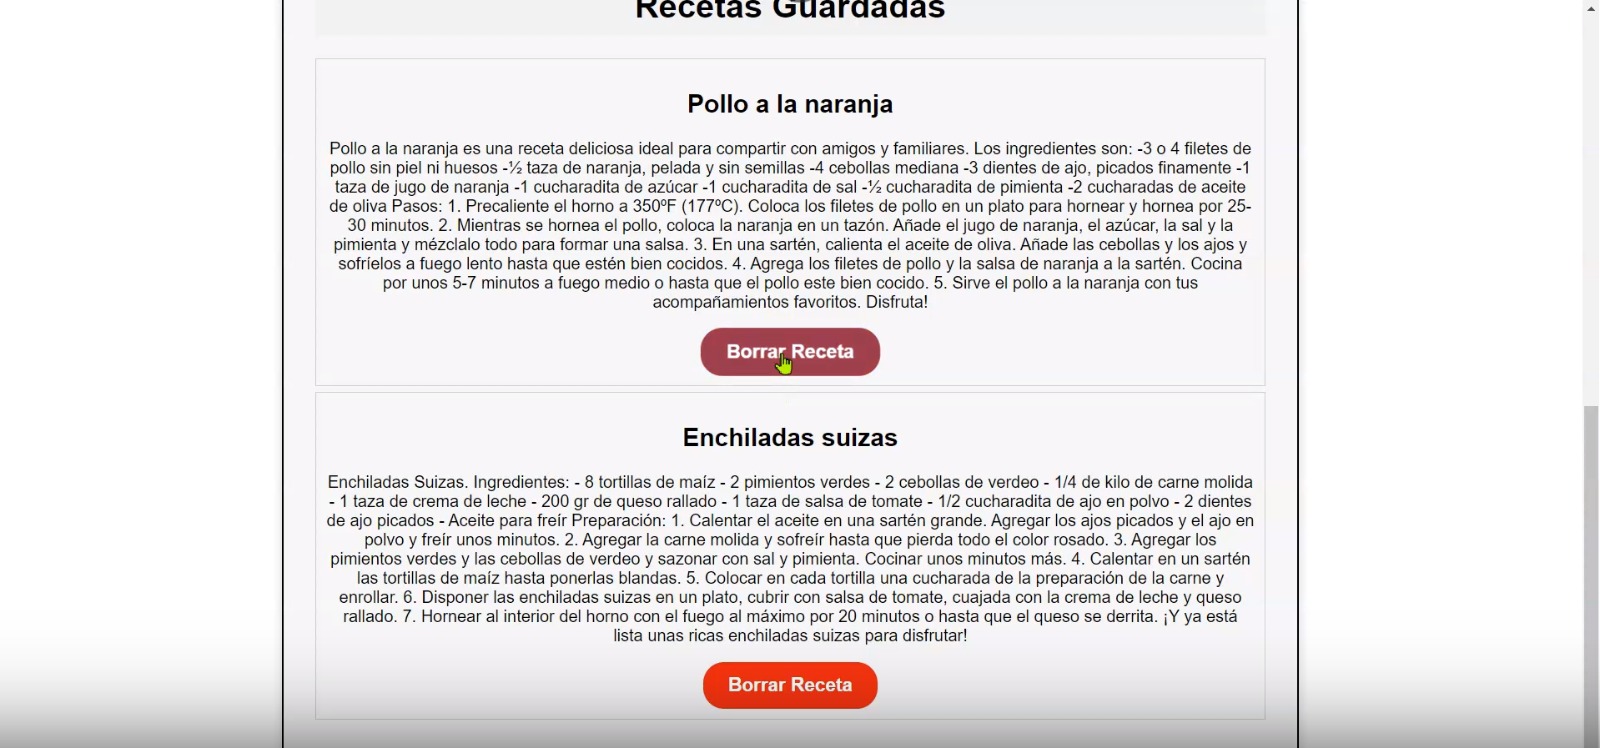 Recetas Guardadas
Pollo a la naranja
Pollo a la naranja es una receta deliciosa ideal para compartir con amigos y familiares. Los ingredientes son: -3 o 4 filetes de
pollo sin piel ni huesos -½ taza de naranja, pelada y sin semillas -4 cebollas mediana -3 dientes de ajo, picados finamente -1
taza de jugo de naranja -1 cucharadita de azúcar -1 cucharadita de sal -½ cucharadita de pimienta -2 cucharadas de aceite
de oliva Pasos: 1. Precaliente el horno a 350ºF (177ºC). Coloca los filetes de pollo en un plato para hornear y hornea por 25-
30 minutos. 2. Mientras se hornea el pollo, coloca la naranja en un tazón. Añade el jugo de naranja, el azúcar, la sal y la
pimienta y mézclalo todo para formar una salsa. 3. En una sartén, calienta el aceite de oliva. Añade las cebollas y los ajos y
sofríelos a fuego lento hasta que estén bien cocidos. 4. Agrega los filetes de pollo y la salsa de naranja a la sartén. Cocina
por unos 5-7 minutos a fuego medio o hasta que el pollo este bien cocido. 5. Sirve el pollo a la naranja con tus
acompañamientos favoritos. Disfruta!
Borrar Receta
Enchiladas suizas
Enchiladas Suizas. Ingredientes: - 8 tortillas de maíz - 2 pimientos verdes - 2 cebollas de verdeo - 1/4 de kilo de carne molida
- 1 taza de crema de leche - 200 gr de queso rallado - 1 taza de salsa de tomate - 1/2 cucharadita de ajo en polvo - 2 dientes
de ajo picados - Aceite para freír Preparación: 1. Calentar el aceite en una sartén grande. Agregar los ajos picados y el ajo en
polvo y freír unos minutos. 2. Agregar la carne molida y sofreír hasta que pierda todo el color rosado. 3. Agregar los
pimientos verdes y las cebollas de verdeo y sazonar con sal y pimienta. Cocinar unos minutos más. 4. Calentar en un sartén
las tortillas de maíz hasta ponerlas blandas. 5. Colocar en cada tortilla una cucharada de la preparación de la carne y
enrollar. 6. Disponer las enchiladas suizas en un plato, cubrir con salsa de tomate, cuajada con la crema de leche y queso
rallado. 7. Hornear al interior del horno con el fuego al máximo por 20 minutos o hasta que el queso se derrita. ¡Y ya está
lista unas ricas enchiladas suizas para disfrutar!
Borrar Receta